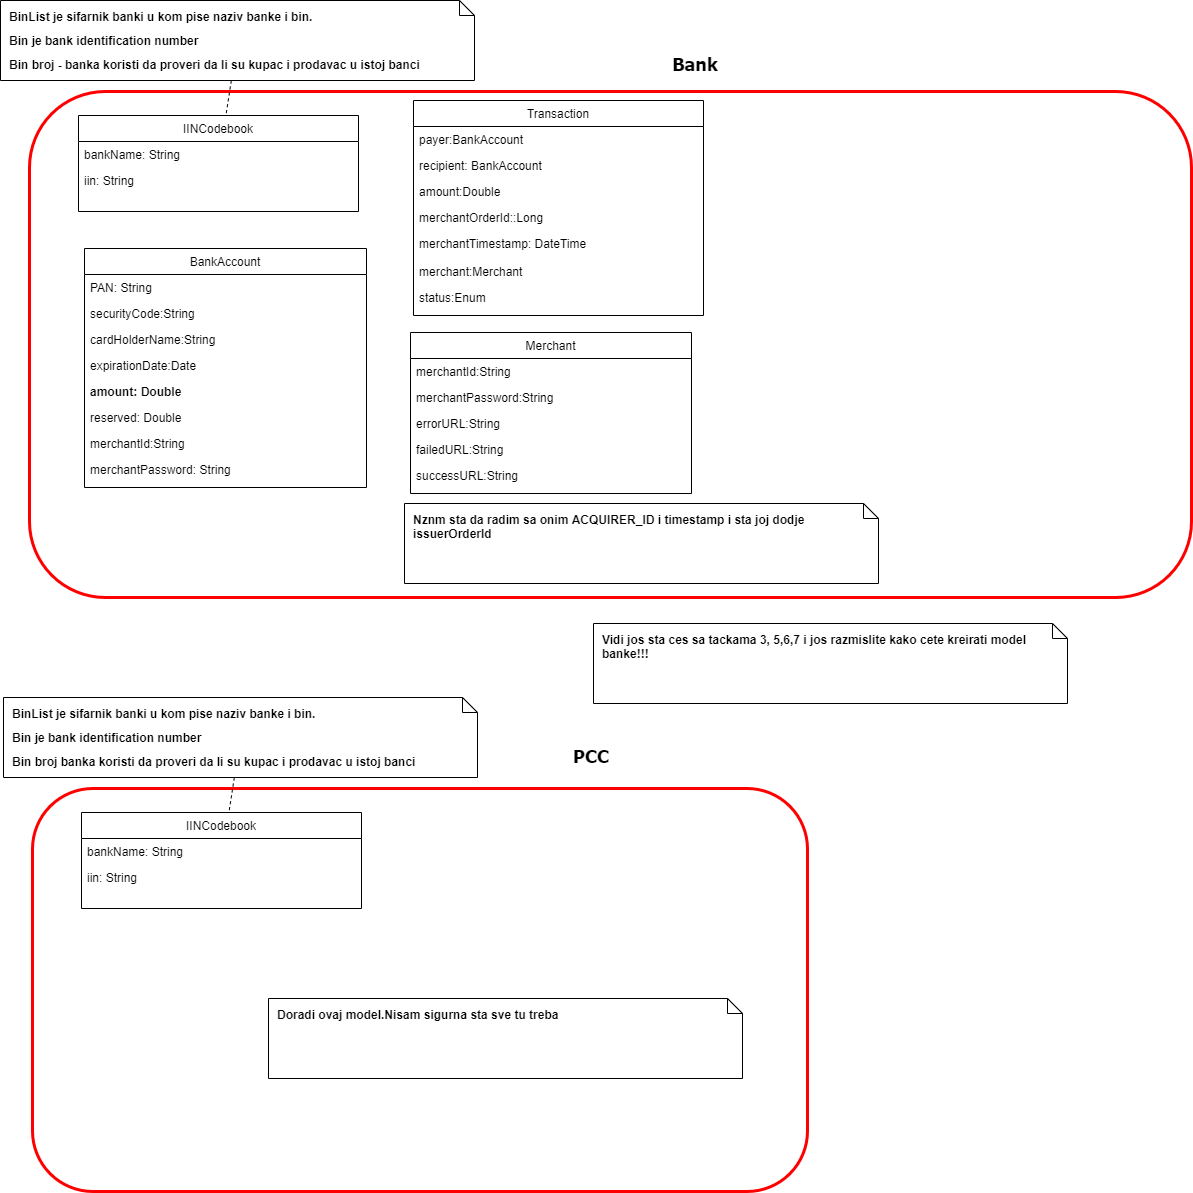 BinList je sifarnik banki u kom pise naziv banke i bin.
Bin je bank identification number
Bin broj - banka koristi da proveri da li su kupac i prodavac u istoj banci
Bank
IINCodebook
bankName: String
iin: String
Transaction
payer:BankAccount
recipient: BankAccount
amount:Double
merchantOrderId::Long
merchantTimestamp: DateTime
merchant:Merchant
status:Enum
BankAccount
PAN: String
securityCode:String
cardHolderName:String
expirationDate:Date
amount: Double
reserved: Double
merchantId:String
merchantPassword: String
Merchant
merchantId:String
merchantPassword:String
errorURL:String
failedURL:String
successURL:String
Nznm sta da radim sa onim ACQUIRER_ID i timestamp i sta joj dodje
issuerOrderId
Vidi jos sta ces sa tackama 3, 5,6,7 i jos razmislite kako cete kreirati model
banke!!!
BinList je sifarnik banki u kom pise naziv banke i bin.
Bin je bank identification number
Bin broj banka koristi da proveri da li su kupac i prodavac u istoj banci
PCC
IINCodebook
bankName: String
iin: String
Doradi ovaj model.Nisam sigurna sta sve tu treba